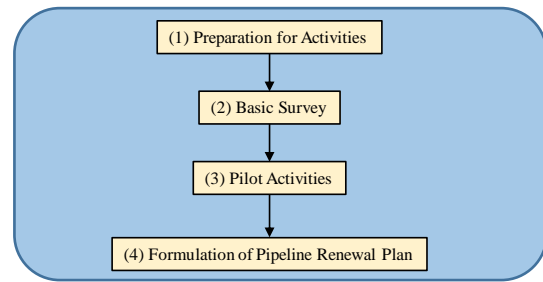 (1) Preparation for Activities
(2) Basic Survey
(3) Pilot Activities
(4) Formulation of Pipeline Renewal Plan